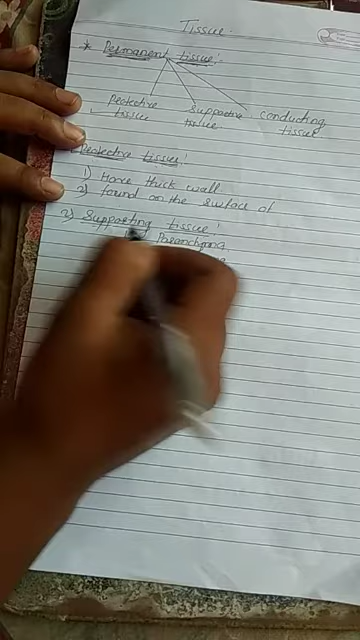 Tissue
* Permanent tissue:
Protective Supportive conducting
tissue tissue tissue
Protective tissue!
1) Have thick wall
2) found on the surface of
2) Supporting tissue!
Parenchyma